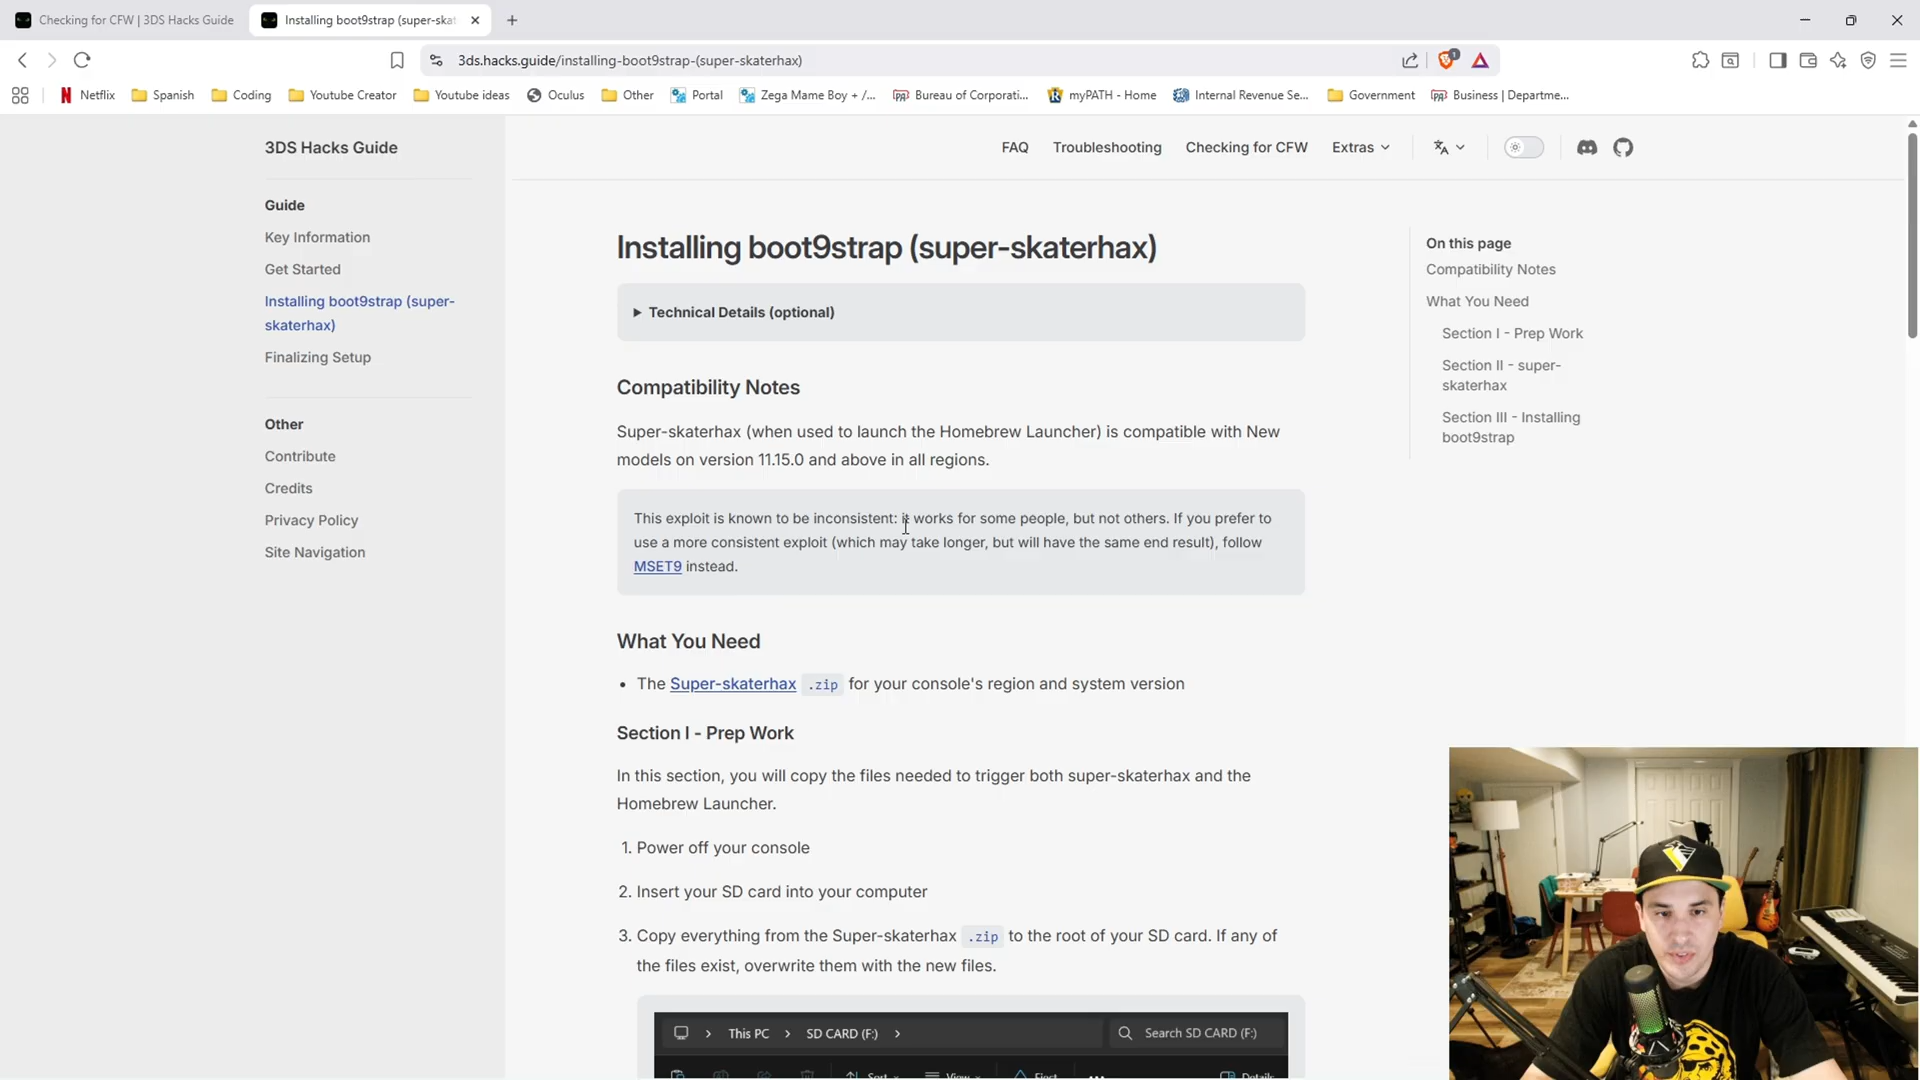 Checking for CFW | 3DS Hacks Guide
Installing boot9strap (super-skat
3ds.hacks.guide/installing-boot9strap-(super-skaterhax)
1
Netflix
Spanish
Coding
Youtube Creator
Youtube ideas
Oculus
Other
Portal
Zega Mame Boy + /...
Bureau of Corporati...
myPATH - Home
Internal Revenue Se...
Government
Business | Departme...
3DS Hacks Guide
FAQ
Troubleshooting
Checking for CFW
Extras
Guide
Key Information
Get Started
Installing boot9strap (super-
skaterhax)
Finalizing Setup
Other
Contribute
Credits
Privacy Policy
Site Navigation
Installing boot9strap (super-skaterhax)
Technical Details (optional)
Compatibility Notes
Super-skaterhax (when used to launch the Homebrew Launcher) is compatible with New
models on version 11.15.0 and above in all regions.
This exploit is known to be inconsistent: it works for some people, but not others. If you prefer to
use a more consistent exploit (which may take longer, but will have the same end result), follow
MSET9 instead.
What You Need
• The Super-skaterhax .zip for your console's region and system version
Section I - Prep Work
In this section, you will copy the files needed to trigger both super-skaterhax and the
Homebrew Launcher.
1. Power off your console
2. Insert your SD card into your computer
3. Copy everything from the Super-skaterhax .zip to the root of your SD card. If any of
the files exist, overwrite them with the new files.
This PC > SD CARD (F:) >
Search SD CARD (F:)
Sort
View
Eject
...
Details
On this page
Compatibility Notes
What You Need
Section I - Prep Work
Section II - super-
skaterhax
Section III - Installing
boot9strap